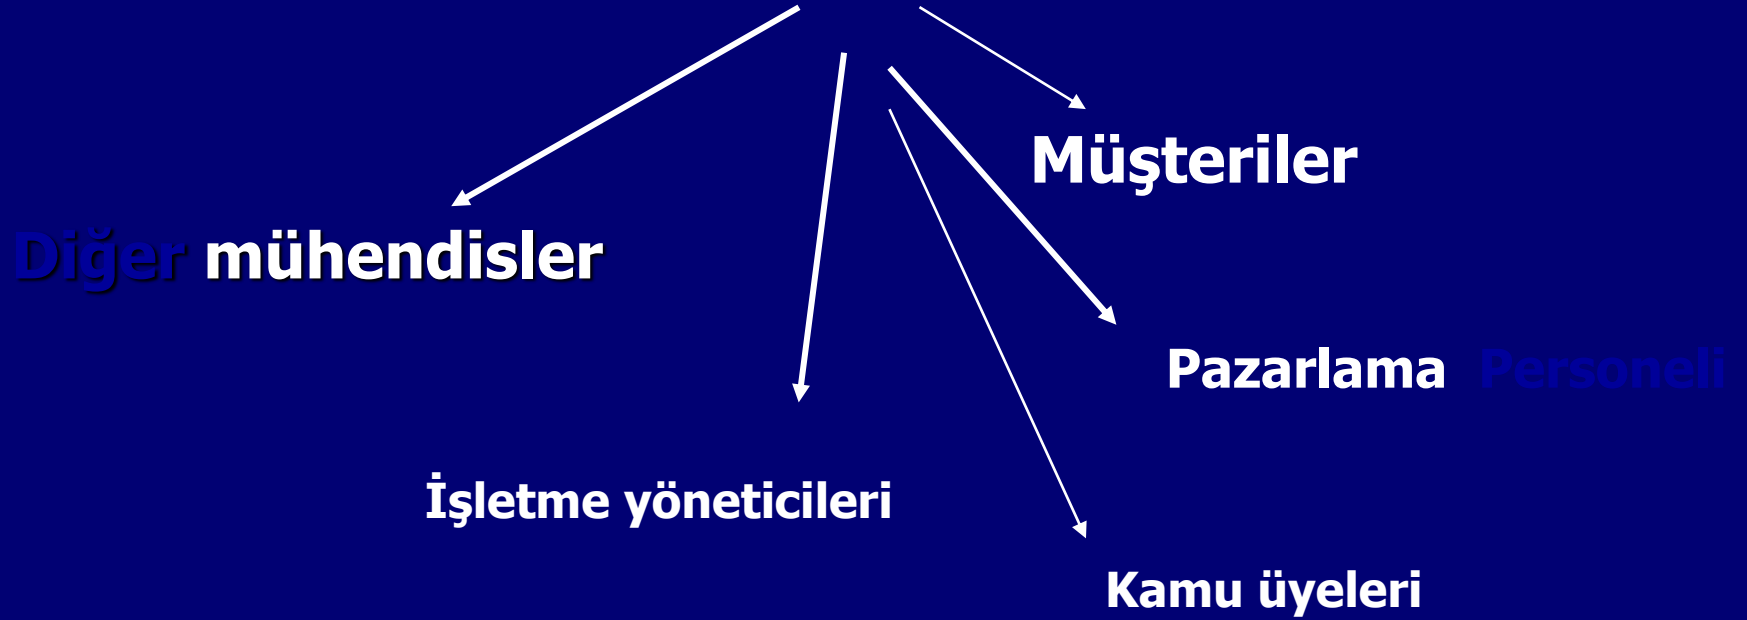 Müşteriler
Diğer mühendisler
Pazarlama Personeli
İşletme yöneticileri
Kamu üyeleri